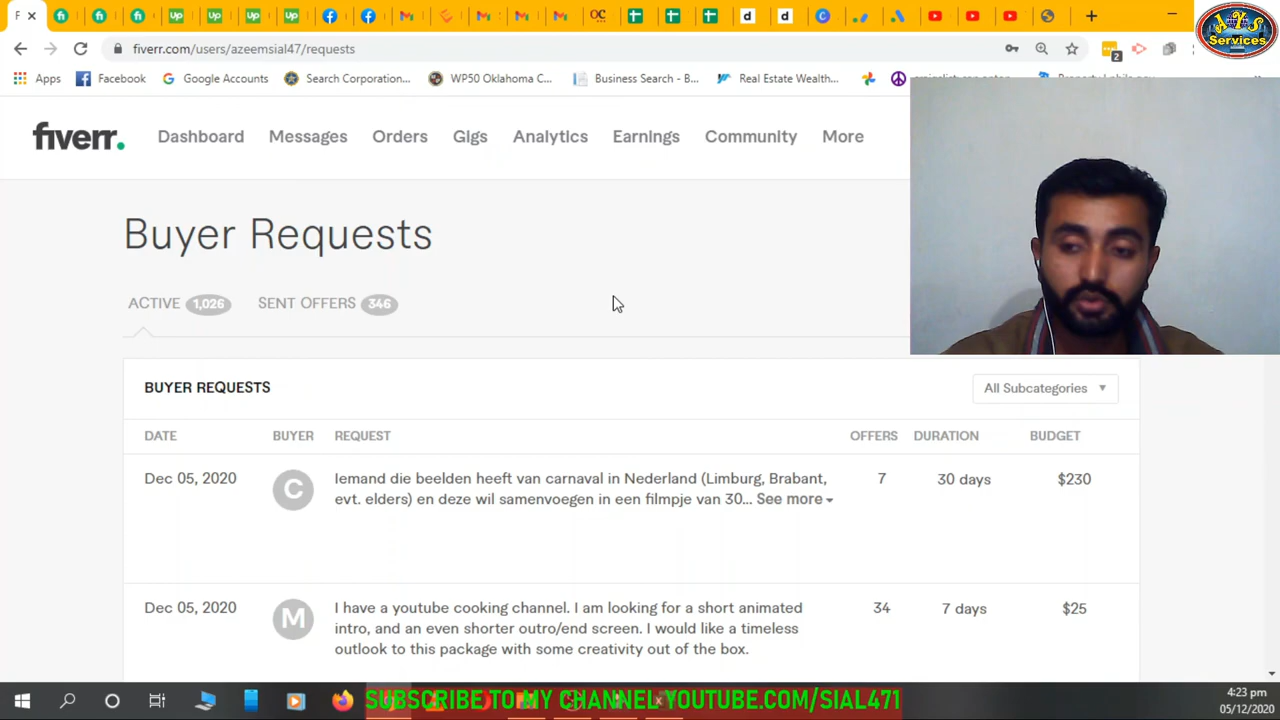 AYS
Services
fiverr.com/users/azeemsial47/requests
2
Apps Facebook Google Accounts Search Corporation... WP50 Oklahoma C... Business Search - B... Real Estate Wealth...
fiverr. Dashboard Messages Orders Gigs Analytics Earnings Community More
Buyer Requests
ACTIVE 1,026 SENT OFFERS 346
BUYER REQUESTS All Subcategories
DATE BUYER REQUEST OFFERS DURATION BUDGET
Dec 05, 2020 C Iemand die beelden heeft van carnaval in Nederland (Limburg, Brabant, 7 30 days $230
evt. elders) en deze wil samenvoegen in een filmpje van 30... See more
Dec 05, 2020 M I have a youtube cooking channel. I am looking for a short animated 34 7 days $25
intro, and an even shorter outro/end screen. I would like a timeless
outlook to this package with some creativity out of the box.
SUBSCRIBE TO MY CHANNEL YOUTUBE.COM/SIAL471
4:23 pm
05/12/2020